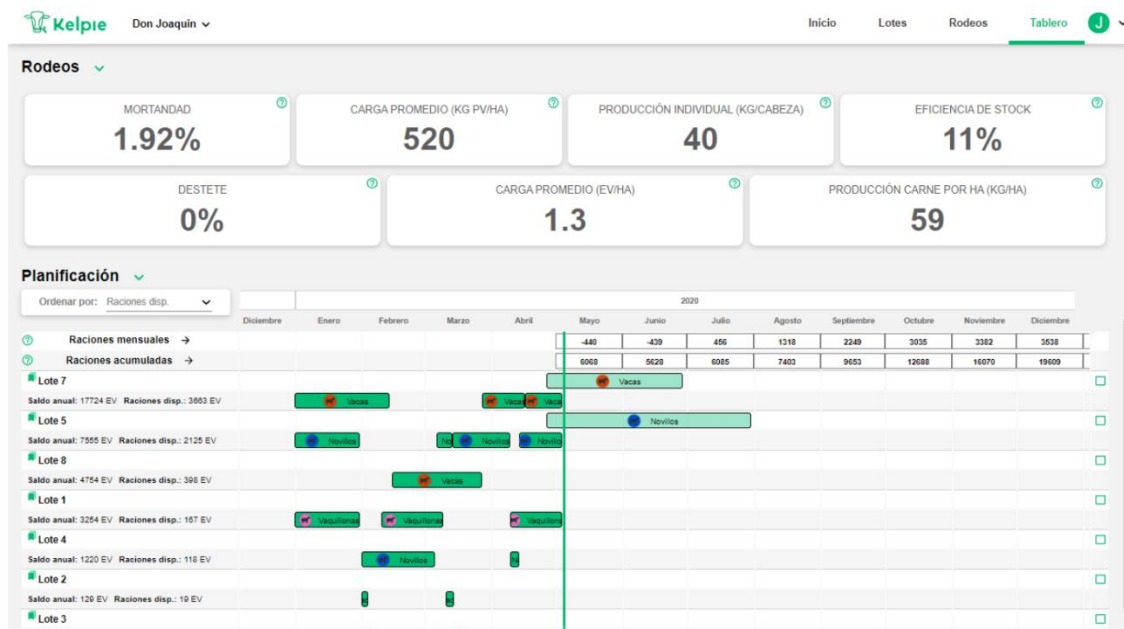 Kelpie Don Joaquín Inicio Lotes Rodeos Tablero J
Rodeos
MORTANDAD CARGA PROMEDIO (KG PV/HA) PRODUCCIÓN INDIVIDUAL (KG/CABEZA) EFICIENCIA DE STOCK
1.92% 520 40 11%
DESTETE CARGA PROMEDIO (EV/HA) PRODUCCIÓN CARNE POR HA (KG/HA)
0% 1.3 59
Planificación
Ordenar por: Raciones disp. 2020
Diciembre Enero Febrero Marzo Abril Mayo Junio Julio Agosto Septiembre Octubre Noviembre Diciembre
Raciones mensuales → -440 -439 456 1318 2249 3035 3382 3538
Raciones acumuladas → 6068 5628 6085 7403 9653 12688 16070 19609
Lote 7 Vacas
Saldo anual: 17724 EV Raciones disp.: 3663 EV Vacas Vacas Vaca
Lote 5 Novillos
Saldo anual: 7555 EV Raciones disp.: 2125 EV Novillos No Novillos Novillo
Lote 8
Saldo anual: 4754 EV Raciones disp.: 398 EV Vacas
Lote 1
Saldo anual: 3254 EV Raciones disp.: 167 EV Vaquillonas Vaquillonas Vaquillona
Lote 4
Saldo anual: 1220 EV Raciones disp.: 118 EV Novillos
Lote 2
Saldo anual: 129 EV Raciones disp.: 19 EV
Lote 3